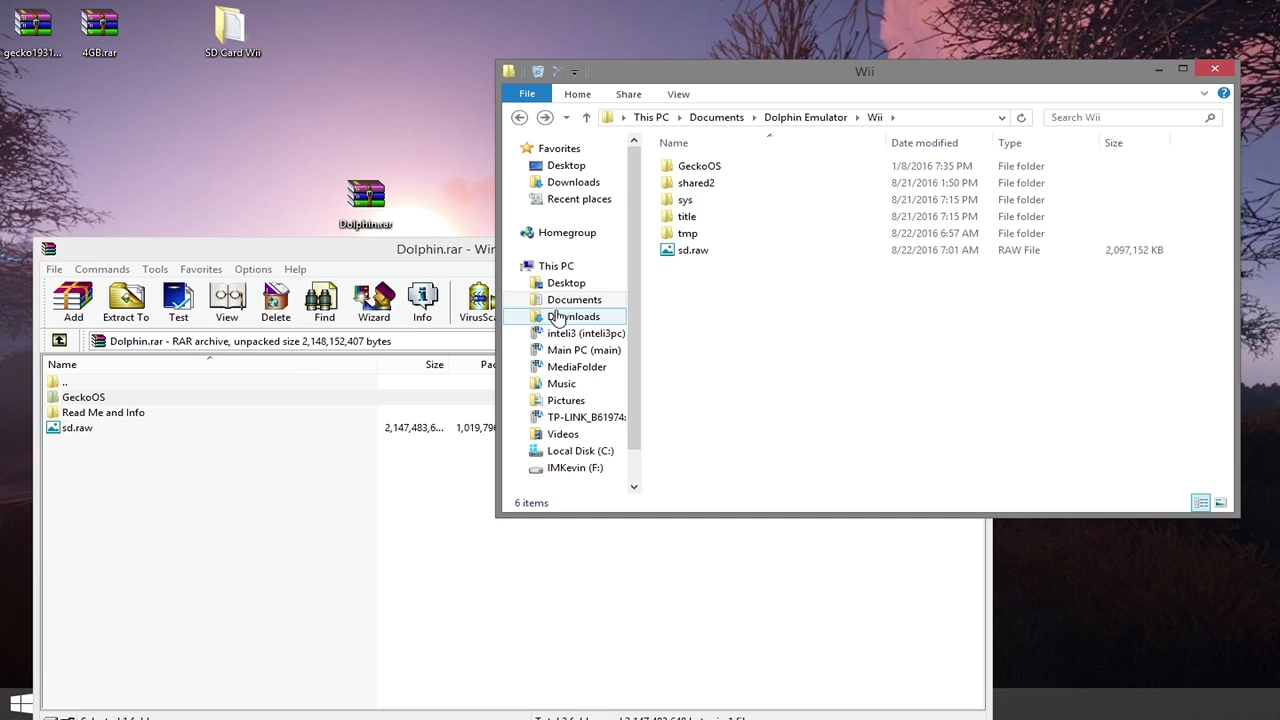 gecko1931...
4GB.rar
SD Card Wii
Dolphin.rar
Wii
File Home Share View
This PC Documents Dolphin Emulator Wii
Search Wii
Name Date modified Type Size
Favorites
Desktop
Downloads
Recent places
Homegroup
This PC
Desktop
Documents
Downloads
inteli3 (inteli3pc)
Main PC (main)
MediaFolder
Music
Pictures
TP-LINK_B61974:
Videos
Local Disk (C:)
IMKevin (F:)
GeckoOS 1/8/2016 7:35 PM File folder
shared2 8/21/2016 1:50 PM File folder
sys 8/21/2016 7:15 PM File folder
title 8/21/2016 7:15 PM File folder
tmp 8/22/2016 6:57 AM File folder
sd.raw 8/22/2016 7:01 AM RAW File 2,097,152 KB
6 items
Dolphin.rar - Win
File Commands Tools Favorites Options Help
Add Extract To Test View Delete Find Wizard Info VirusSca
Dolphin.rar - RAR archive, unpacked size 2,148,152,407 bytes
Name Size Pac
..
GeckoOS
Read Me and Info
sd.raw 2,147,483,6... 1,019,796